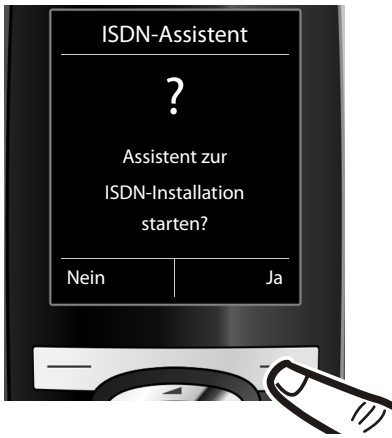 ISDN-Assistent
?
Assistent zur
ISDN-Installation
starten?
Nein Ja